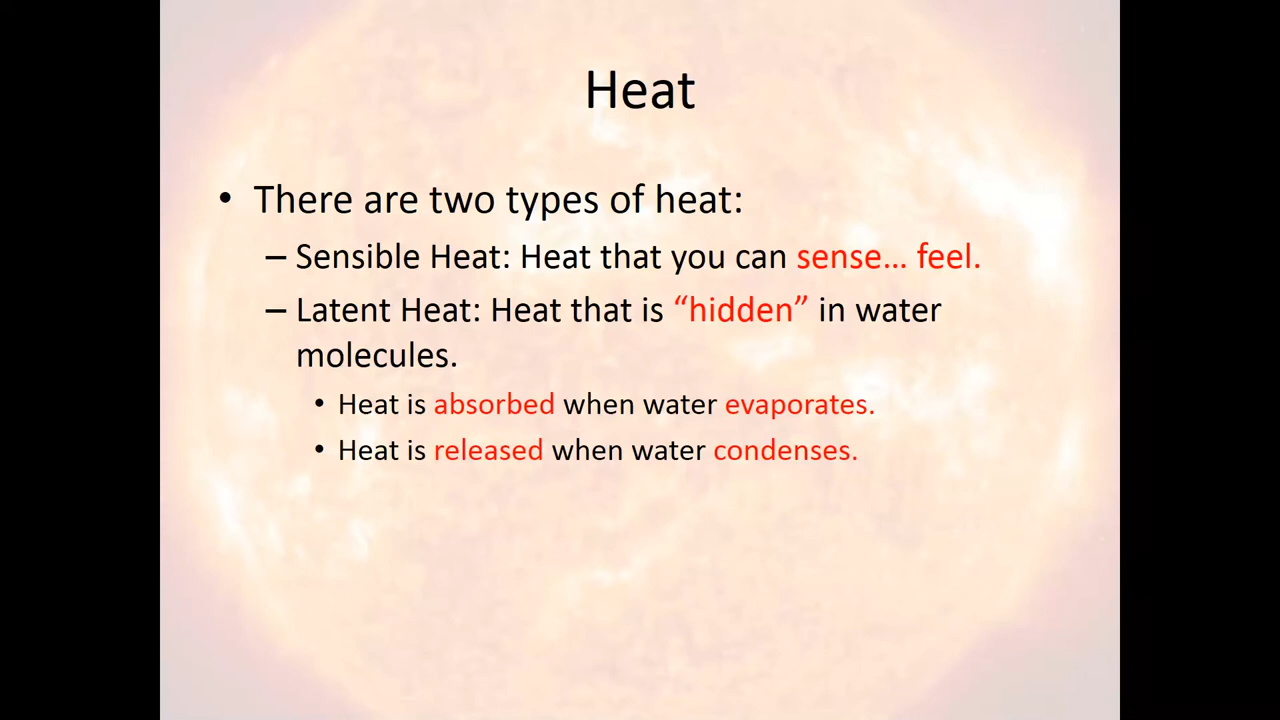 Heat
• There are two types of heat:
– Sensible Heat: Heat that you can sense… feel.
– Latent Heat: Heat that is “hidden” in water
molecules.
• Heat is absorbed when water evaporates.
• Heat is released when water condenses.